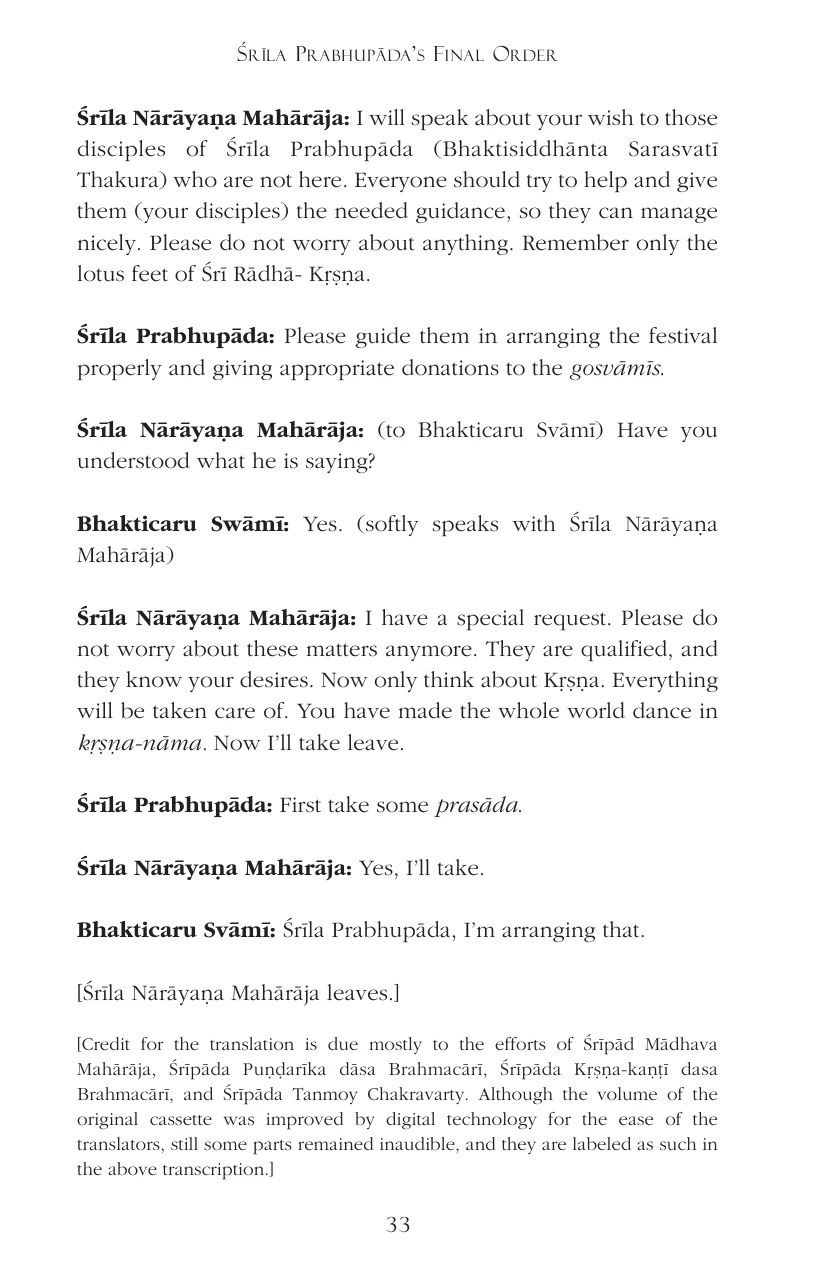 Śrīla Prabhupāda's Final Order
Śrīla Nārāyaṇa Mahārāja: I will speak about your wish to those
disciples of Śrīla Prabhupāda (Bhaktisiddhānta Sarasvatī
Thakura) who are not here. Everyone should try to help and give
them (your disciples) the needed guidance, so they can manage
nicely. Please do not worry about anything. Remember only the
lotus feet of Śrī Rādhā- Kṛṣṇa.
Śrīla Prabhupāda: Please guide them in arranging the festival
properly and giving appropriate donations to the gosvāmīs.
Śrīla Nārāyaṇa Mahārāja: (to Bhakticaru Svāmī) Have you
understood what he is saying?
Bhakticaru Swāmī: Yes. (softly speaks with Śrīla Nārāyaṇa
Mahārāja)
Śrīla Nārāyaṇa Mahārāja: I have a special request. Please do
not worry about these matters anymore. They are qualified, and
they know your desires. Now only think about Kṛṣṇa. Everything
will be taken care of. You have made the whole world dance in
kṛṣṇa-nāma. Now I'll take leave.
Śrīla Prabhupāda: First take some prasāda.
Śrīla Nārāyaṇa Mahārāja: Yes, I'll take.
Bhakticaru Svāmī: Śrīla Prabhupāda, I'm arranging that.
[Śrīla Nārāyaṇa Mahārāja leaves.]
[Credit for the translation is due mostly to the efforts of Śrīpād Mādhava
Mahārāja, Śrīpāda Puṇḍarīka dāsa Brahmacārī, Śrīpāda Kṛṣṇa-kaṇṭī dasa
Brahmacārī, and Śrīpāda Tanmoy Chakravarty. Although the volume of the
original cassette was improved by digital technology for the ease of the
translators, still some parts remained inaudible, and they are labeled as such in
the above transcription.]
33